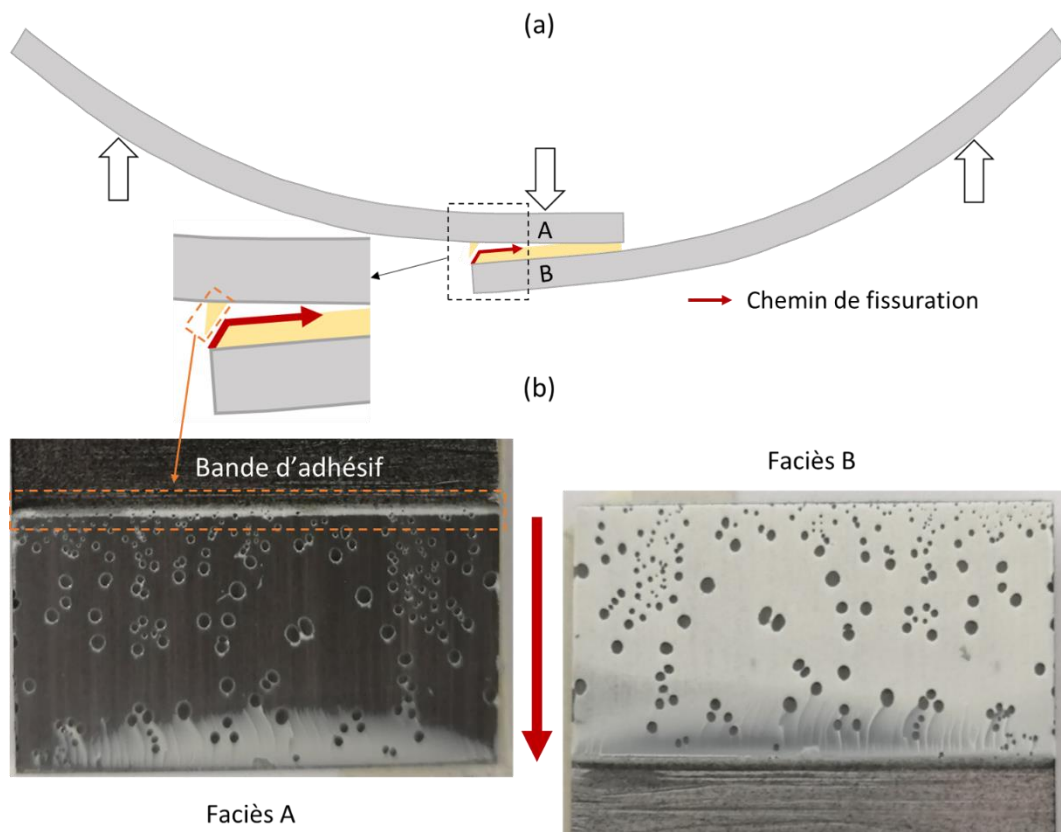 (a)
A
B
Chemin de fissuration
(b)
Bande d’adhésif
Faciès B
Faciès A